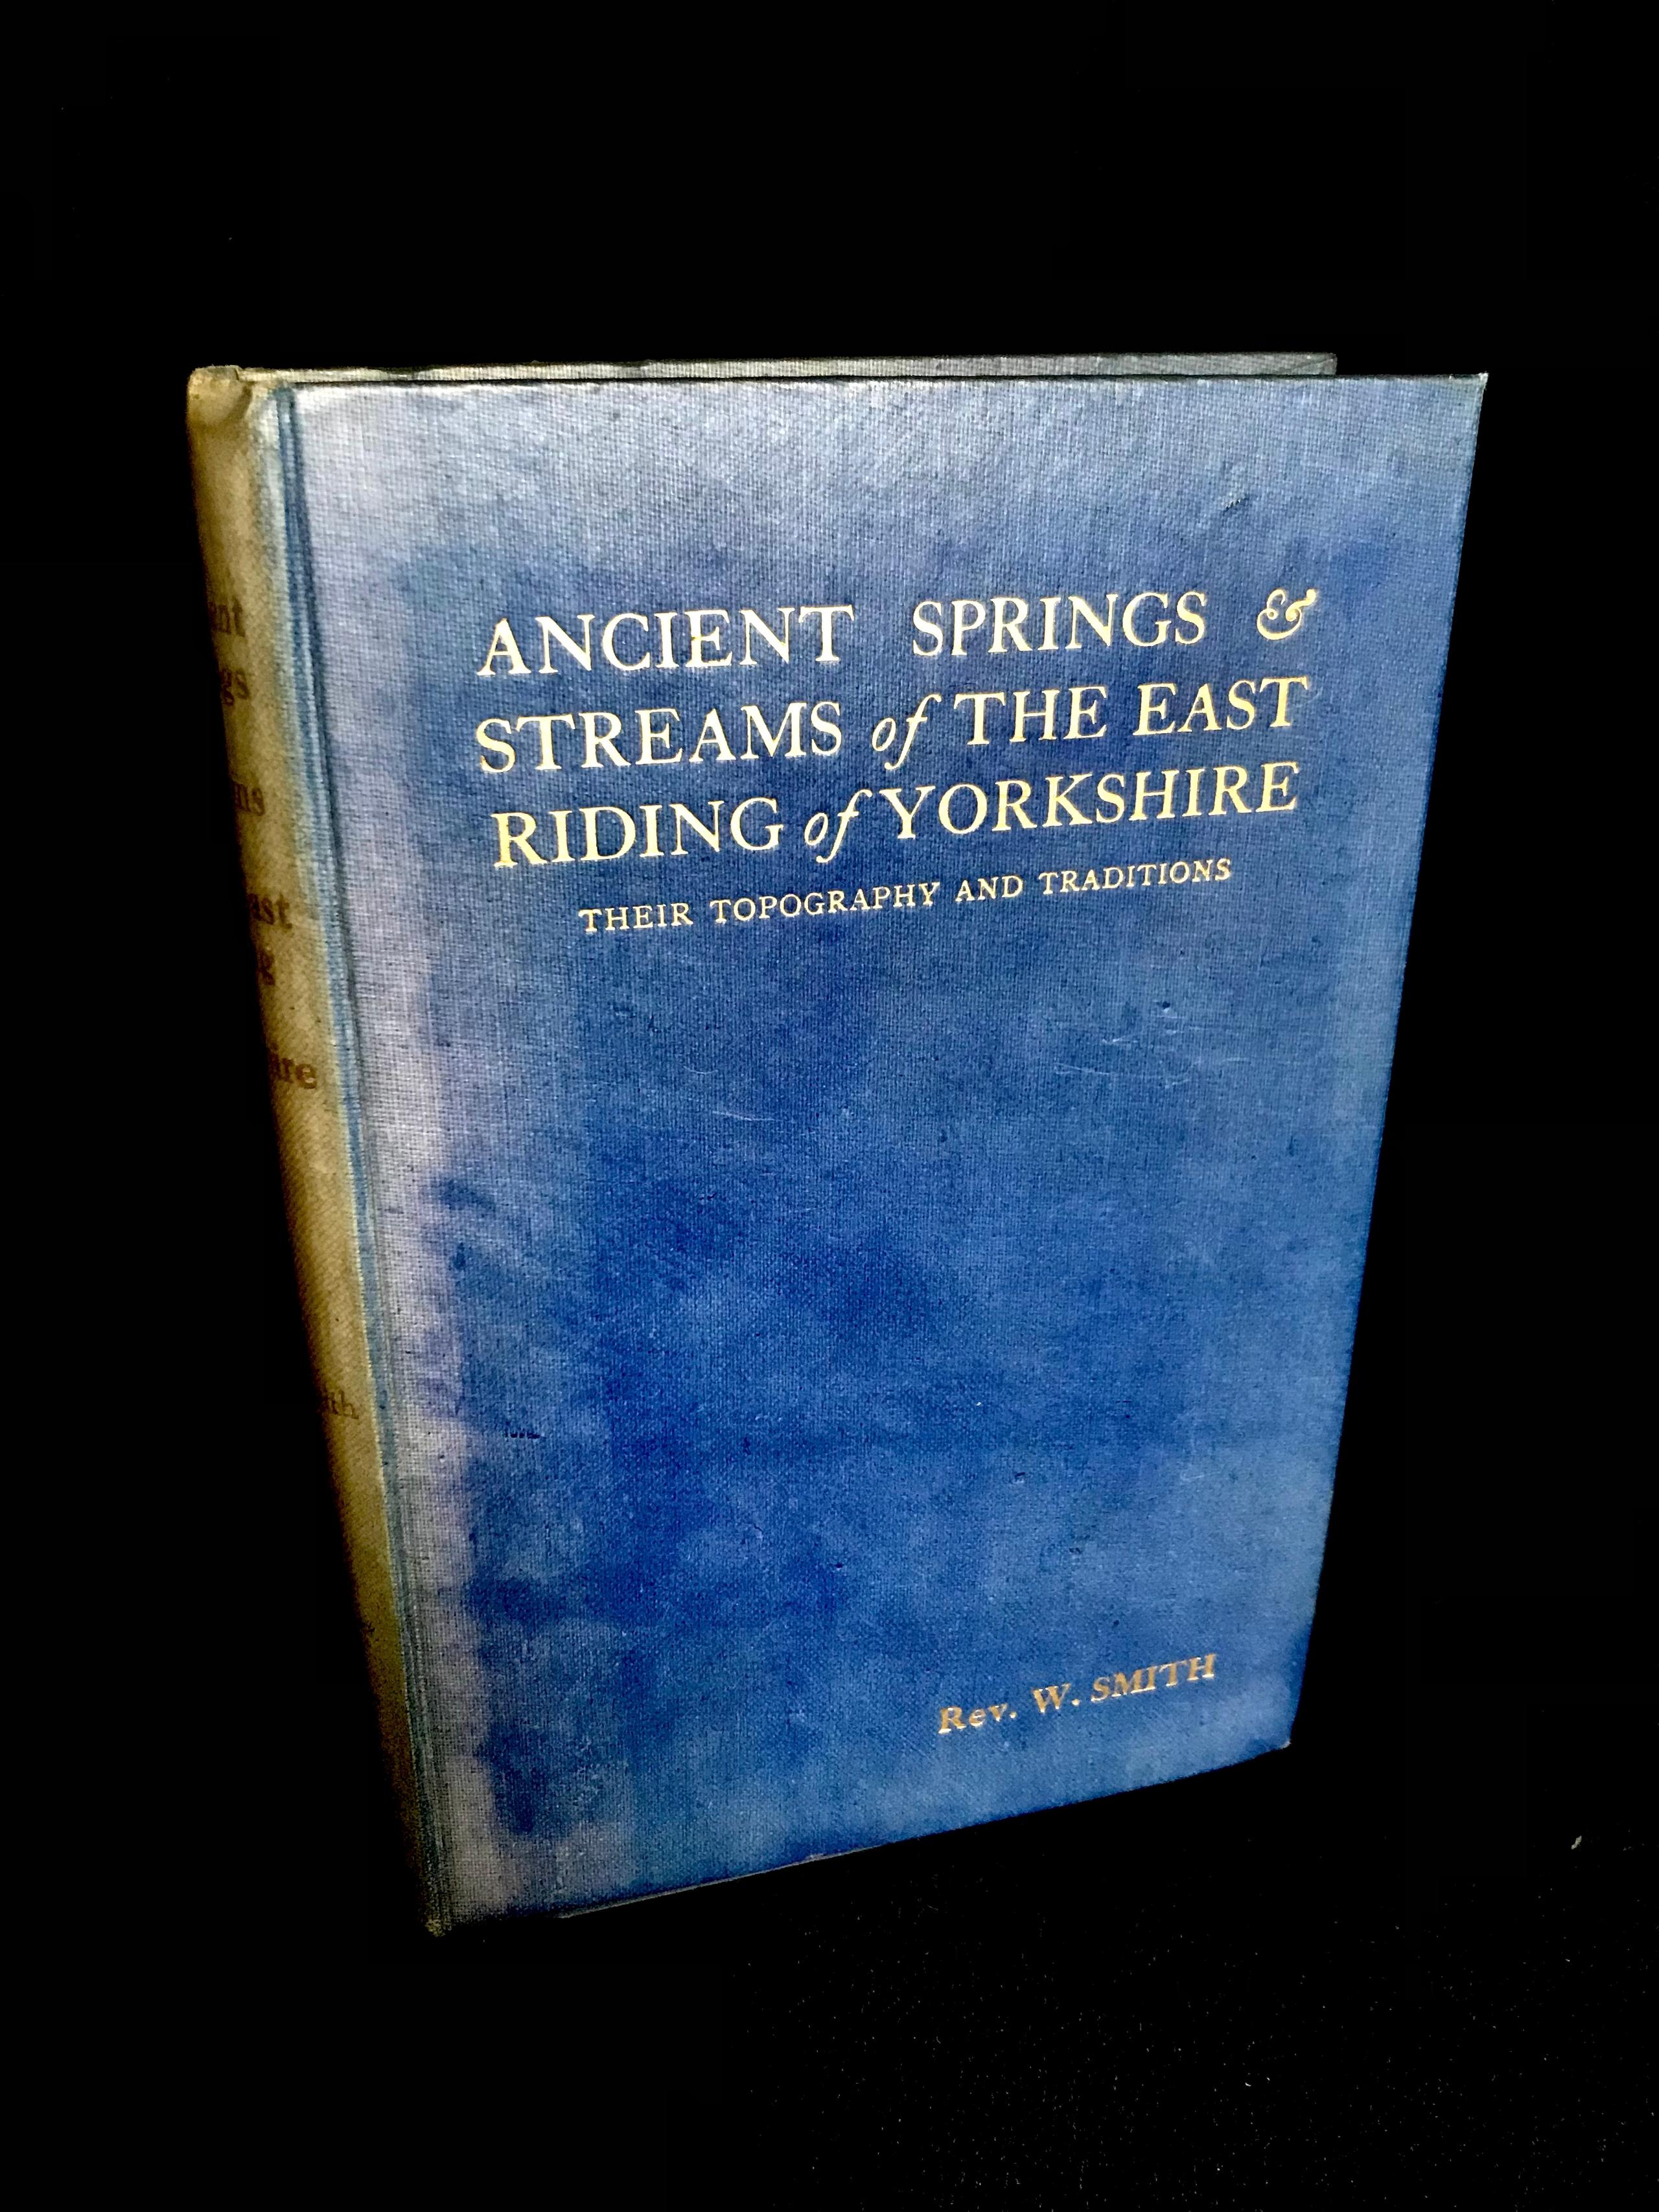 ANCIENT SPRINGS &
STREAMS of THE EAST
RIDING of YORKSHIRE
THEIR TOPOGRAPHY AND TRADITIONS
Rev. W. SMITH